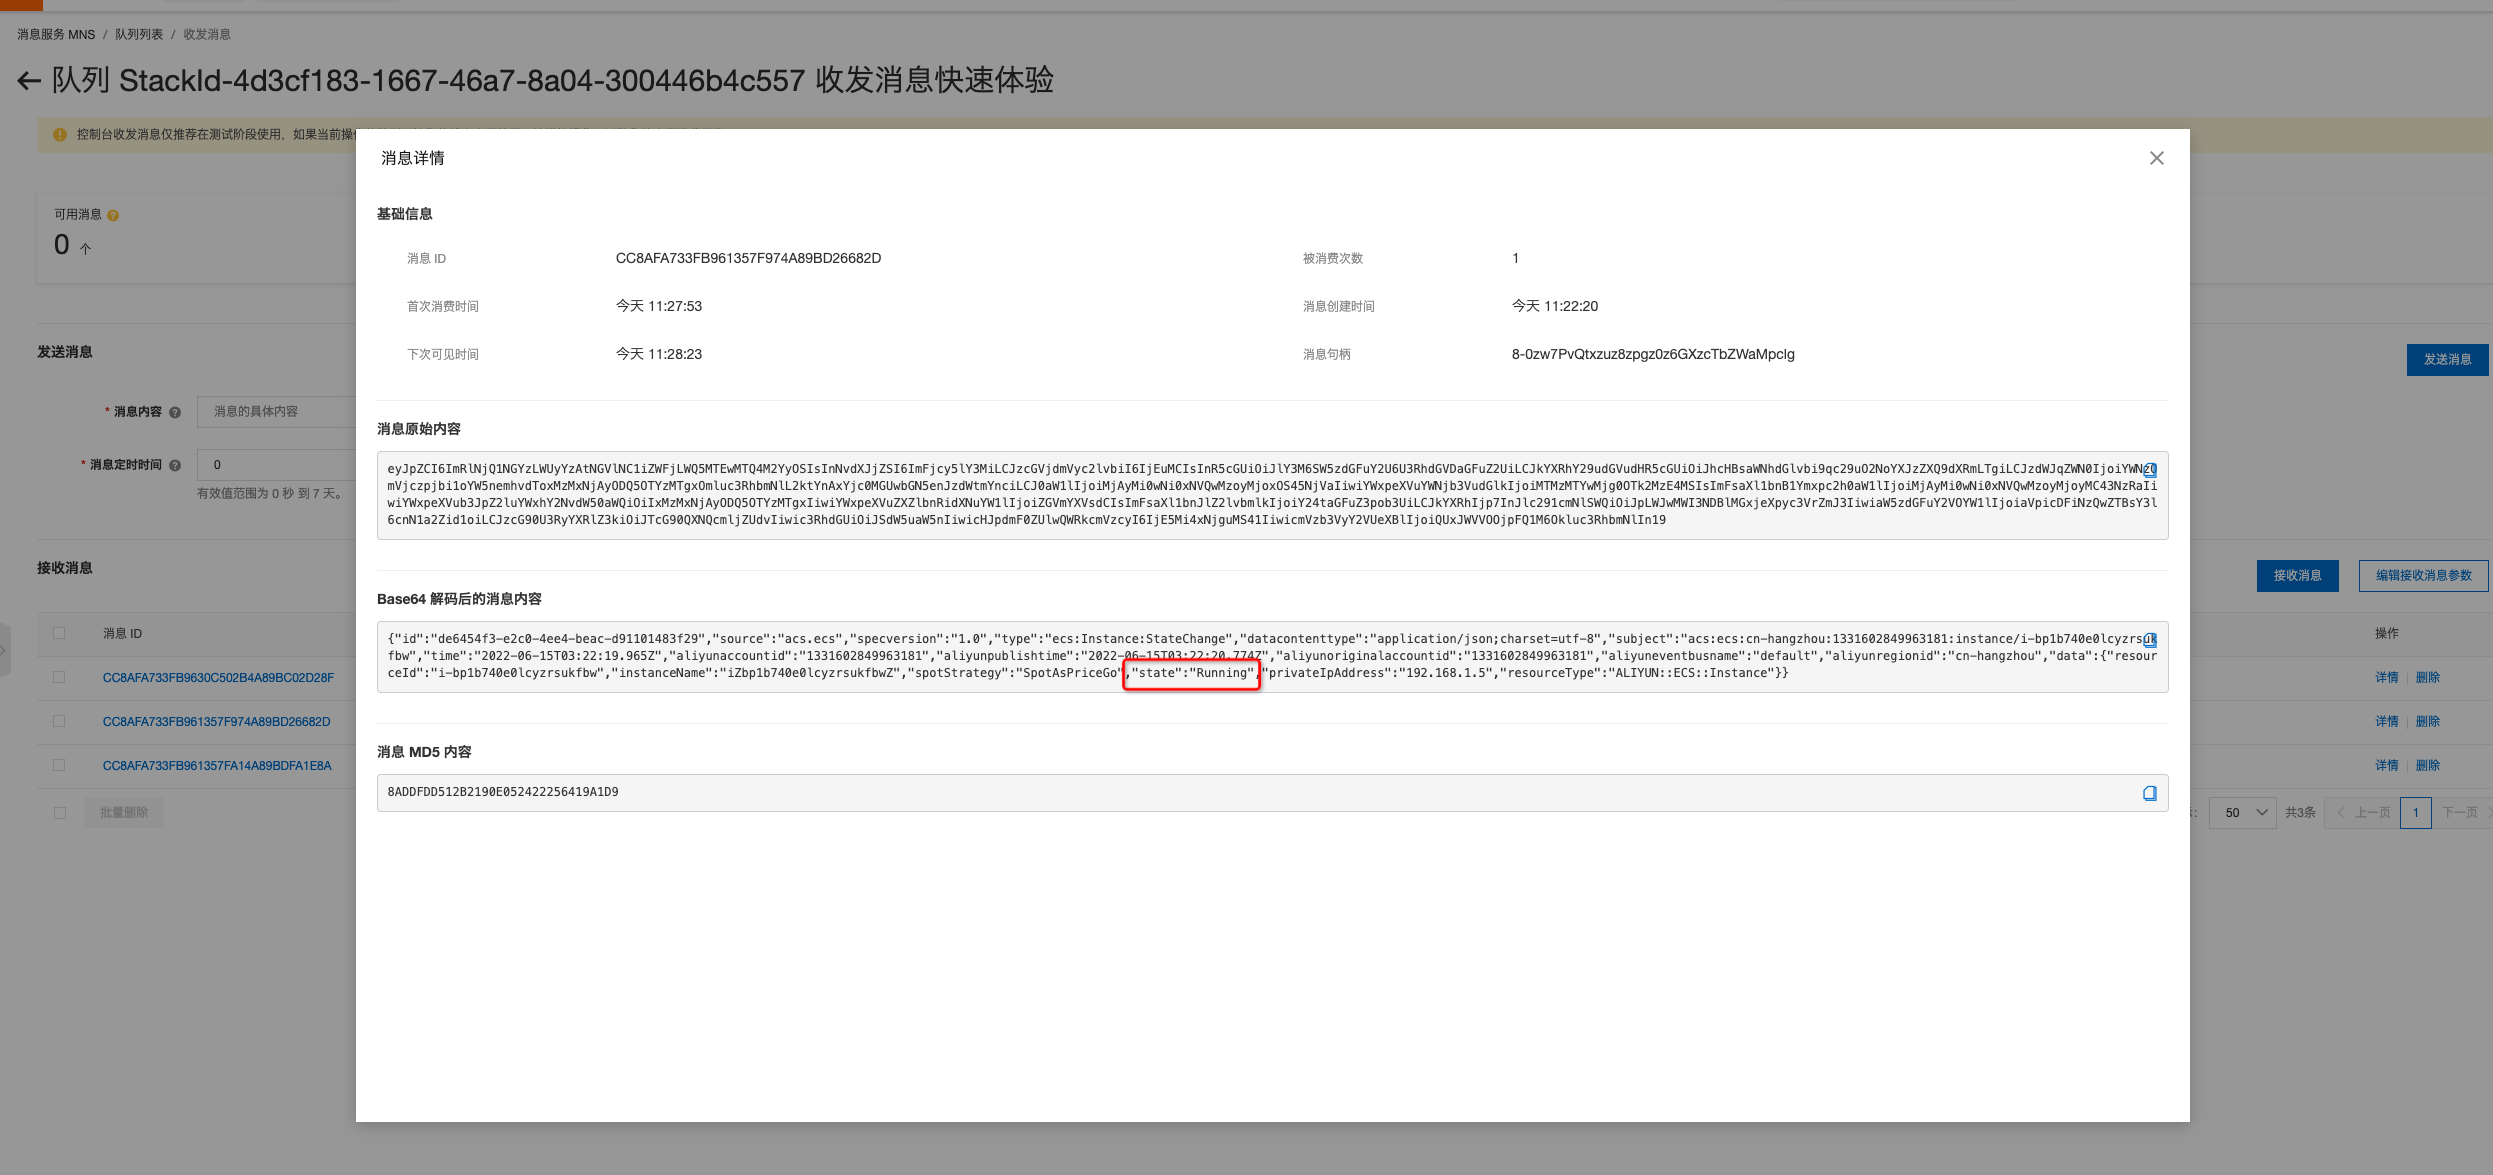 消息服务 MNS / 队列列表 / 收发消息
队列 StackId-4d3cf183-1667-46a7-8a04-300446b4c557 收发消息快速体验
控制台收发消息仅推荐在测试阶段使用，如果当前操
可用消息
0 个
发送消息
发送消息
* 消息内容
消息的具体内容
* 消息定时时间
0
有效值范围为 0 秒 到 7 天。
接收消息
接收消息
编辑接收消息参数
消息 ID
操作
CC8AFA733FB9630C502B4A89BC02D28F
详情 | 删除
CC8AFA733FB961357F974A89BD26682D
详情 | 删除
CC8AFA733FB961357FA14A89BDFA1E8A
详情 | 删除
批量删除
50
共3条
上一页
1
下一页
消息详情
基础信息
消息 ID
CC8AFA733FB961357F974A89BD26682D
被消费次数
1
首次消费时间
今天 11:27:53
消息创建时间
今天 11:22:20
下次可见时间
今天 11:28:23
消息句柄
8-0zw7PvQtxzuz8zpgz0z6GXzcTbZWaMpclg
消息原始内容
eyJpZCI6ImRlNjQ1NGYzLWUyYzAtNGVlNC1iZWFjLWQ5MTEwMTQ4M2YyOSIsInNvdXJjZSI6ImFjcy5lY3MiLCJzcGVjdmVyc2lvbiI6IjEuMCIsInR5cGUiOiJlY3M6SW5zdGFuY2U6U3RhdGVDaGFuZ2UiLCJkYXRhY29udGVudHR5cGUiOiJhcHBsaWNhdGlvbi9qc29uO2NoYXJzZXQ9dXRmLTgiLCJzdWJqZWN0IjoiYWNzO
mVjczpjbi1oYW5nemhvdToxMzMxNjAyODQ5OTYzMTgxOmluc3RhbmNlL2ktYnAxYjc0MGUwbGN5enJzdWtmYnciLCJ0aW1lIjoiMjAyMi0wNi0xNVQwMzoyMjoxOS45NjVaIiwiYWxpeXVuYWNjb3VudGlkIjoiMTMzMTYwMjg0OTk2MzE4MSIsImFsaXl1bnB1Ymxpc2h0aW1lIjoiMjAyMi0wNi0xNVQwMzoyMjoyMC43NzRaIi
wiYWxpeXVub3JpZ2luYWxhY2NvdW50aWQiOiIxMzMxNjAyODQ5OTYzMTgxIiwiYWxpeXVuZXZlbnRidXNuYW1lIjoiZGVmYXVsdCIsImFsaXl1bnJlZ2lvbmlkIjoiY24taGFuZ3pob3UiLCJkYXRhIjp7InJlc291cmNlSWQiOiJpLWJwMWI3NDBlMGxjeXpyc3VrZmJ3IiwiaW5zdGFuY2VOYW1lIjoiaVpicDFiNzQwZTBsY3l
6cnN1a2Zid1oiLCJzcG90U3RyYXRlZ3kiOiJTcG90QXNQcmljZUdvIiwic3RhdGUiOiJSdW5uaW5nIiwicHJpdmF0ZUlwQWRkcmVzcyI6IjE5Mi4xNjguMS41IiwicmVzb3VyY2VUeXBlIjoiQUxJWVVOOjpFQ1M6Okluc3RhbmNlIn19
Base64 解码后的消息内容
{"id":"de6454f3-e2c0-4ee4-beac-d91101483f29","source":"acs.ecs","specversion":"1.0","type":"ecs:Instance:StateChange","datacontenttype":"application/json;charset=utf-8","subject":"acs:ecs:cn-hangzhou:1331602849963181:instance/i-bp1b740e0lcyzrsuk
fbw","time":"2022-06-15T03:22:19.965Z","aliyunaccountid":"1331602849963181","aliyunpublishtime":"2022-06-15T03:22:20.774Z","aliyunoriginalaccountid":"1331602849963181","aliyuneventbusname":"default","aliyunregionid":"cn-hangzhou","data":{"resour
ceId":"i-bp1b740e0lcyzrsukfbw","instanceName":"iZbp1b740e0lcyzrsukfbwZ","spotStrategy":"SpotAsPriceGo","state":"Running","privateIpAddress":"192.168.1.5","resourceType":"ALIYUN::ECS::Instance"}}
消息 MD5 内容
8ADDFDD512B2190E052422256419A1D9